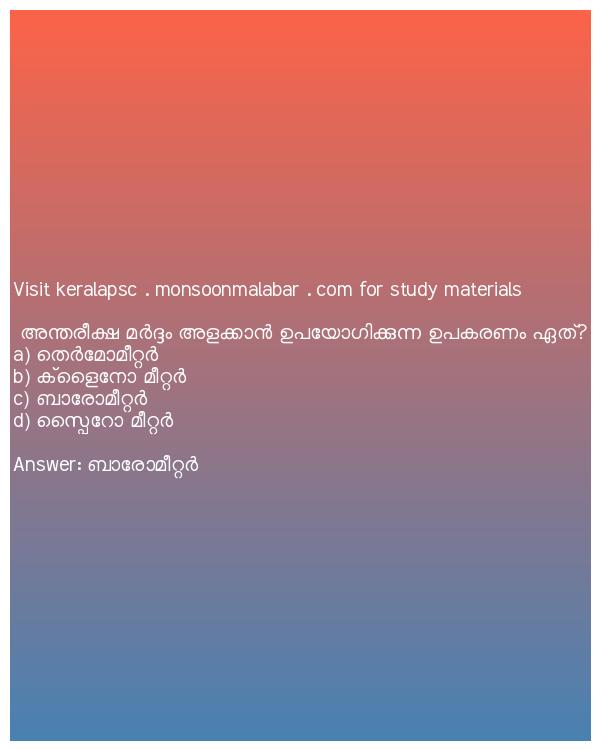 Visit keralapsc . monsoonmalabar . com for study materials
അന്തരീക്ഷ മർദ്ദം അളക്കാൻ ഉപയോഗിക്കുന്ന ഉപകരണം ഏത്?
a) തെർമോമീറ്റർ
b) ക്ളൈനോ മീറ്റർ
c) ബാരോമീറ്റർ
d) സ്പൈറോ മീറ്റർ
Answer: ബാരോമീറ്റർ